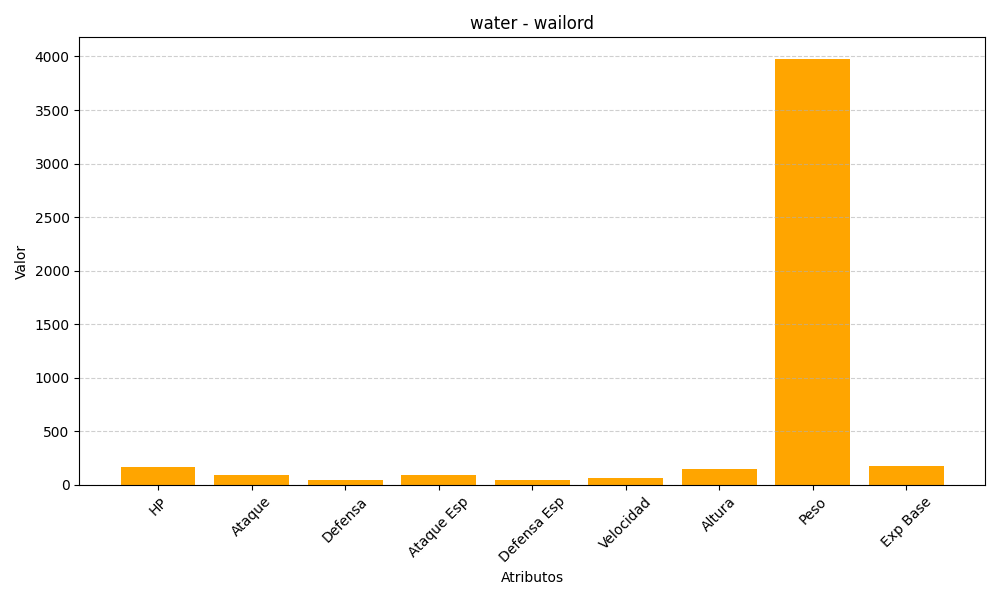 water - wailord
Valor
4000
3500
3000
2500
2000
1500
1000
500
0
HP
Ataque
Defensa
Ataque Esp
Defensa Esp
Velocidad
Altura
Peso
Exp Base
Atributos